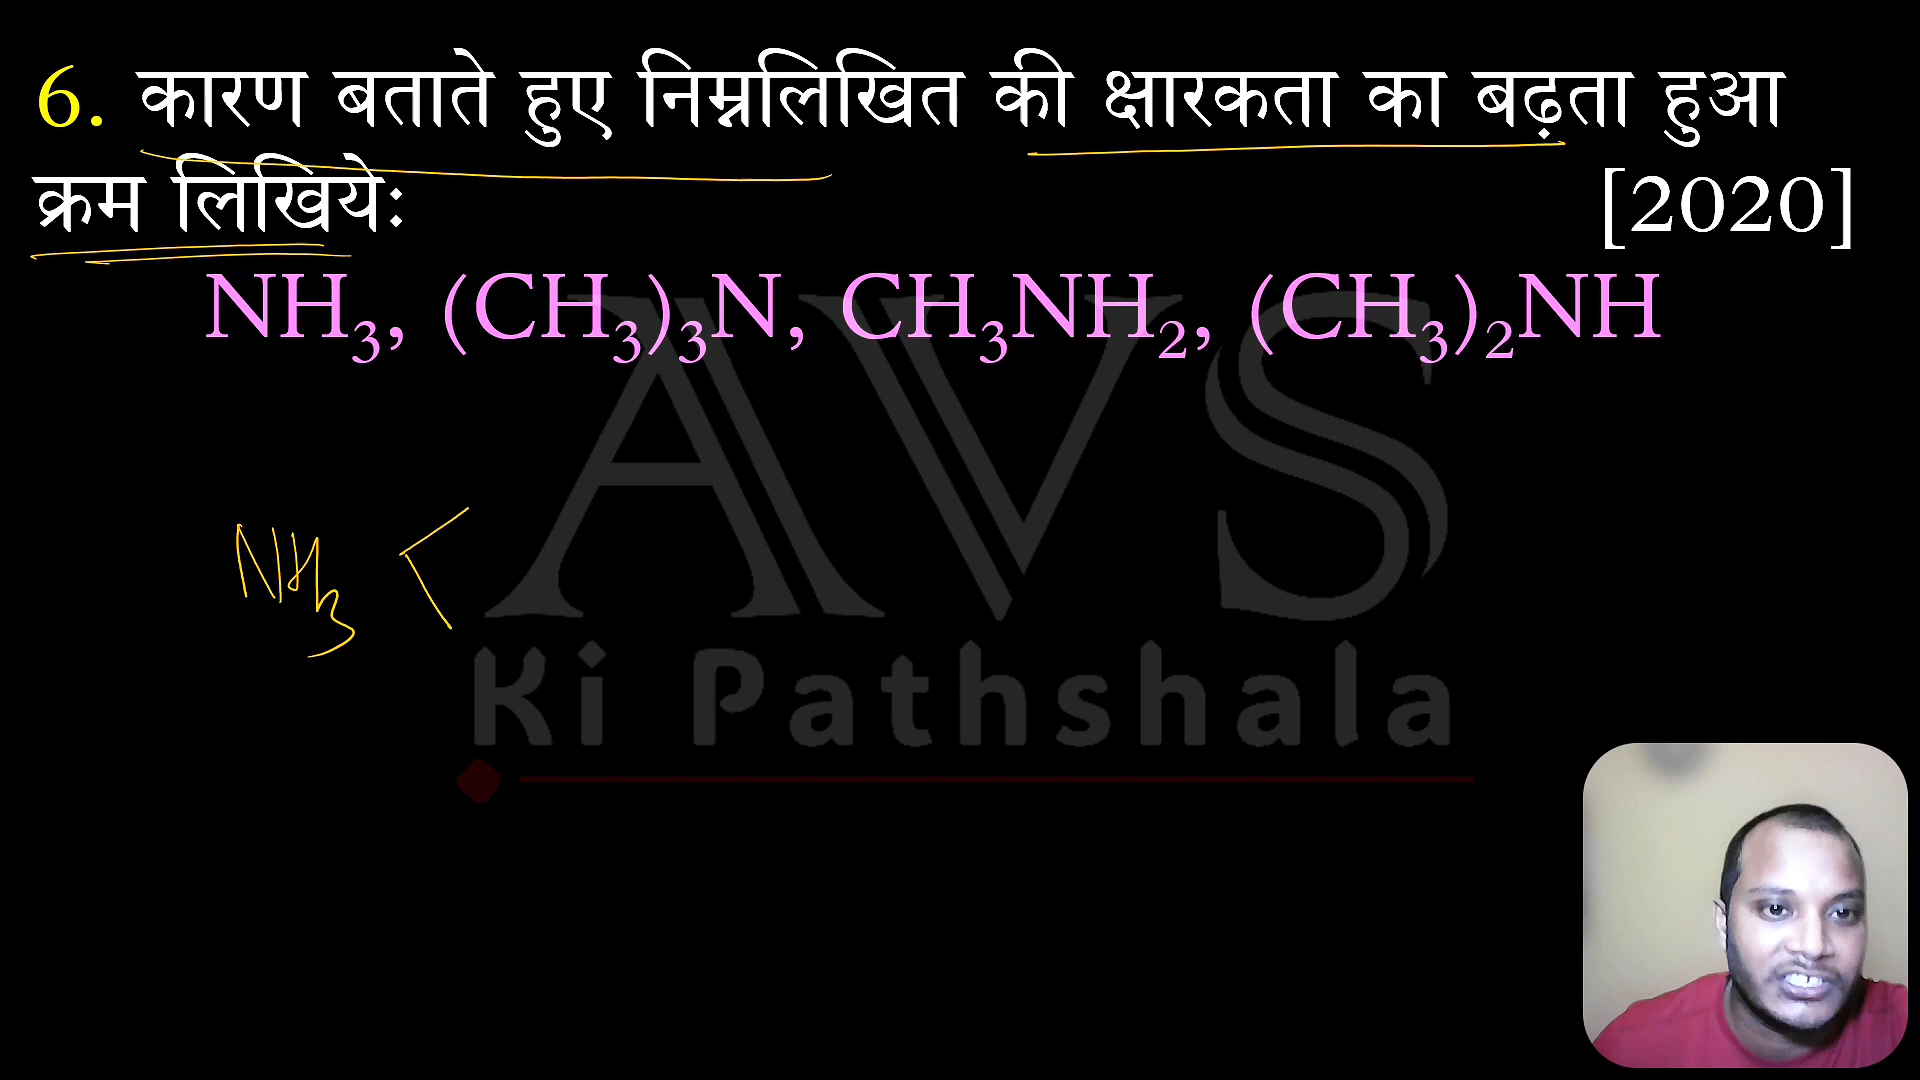 6. कारण बताते हुए निम्नलिखित की क्षारकता का बढ़ता हुआ
क्रम लिखिये: [2020]
NH₃, (CH₃)₃N, CH₃NH₂, (CH₃)₂NH
NH₃ <
AVS
Ki Pathshala